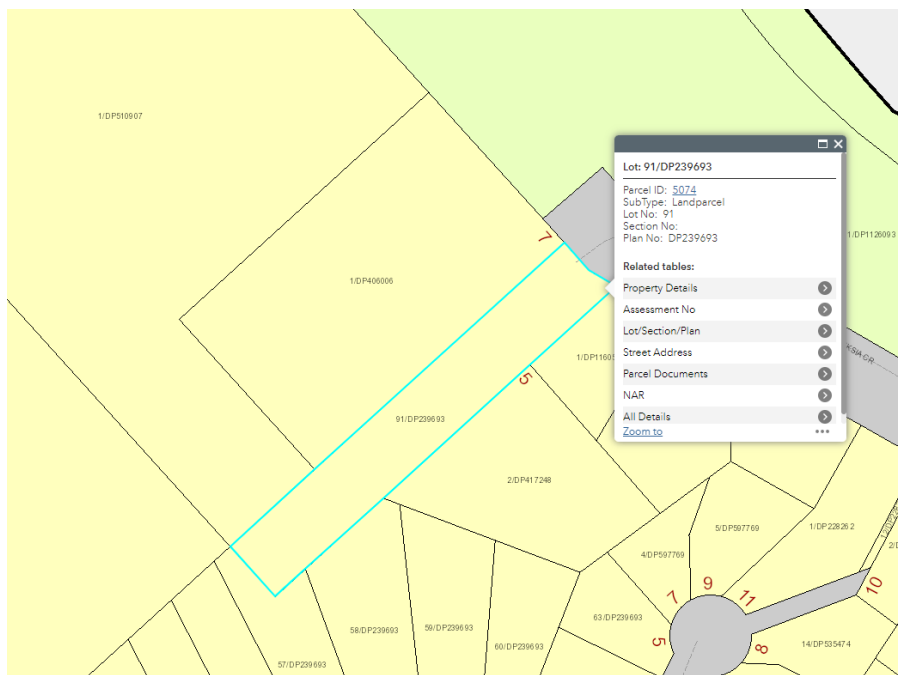 1/DP510907
7
Lot: 91/DP239693
Parcel ID: 5074
SubType: Landparcel
Lot No: 91
Section No:
Plan No: DP239693
Related tables:
Property Details
Assessment No
Lot/Section/Plan
Street Address
Parcel Documents
NAR
All Details
Zoom to
1/DP1126093
1/DP406006
1/DP1160
5
91/DP239693
2/DP417248
5/DP597769
1/DP228262
4/DP597769
9
7
11
10
63/DP239693
58/DP239693
59/DP239693
5
8
60/DP239693
14/DP535474
57/DP239693